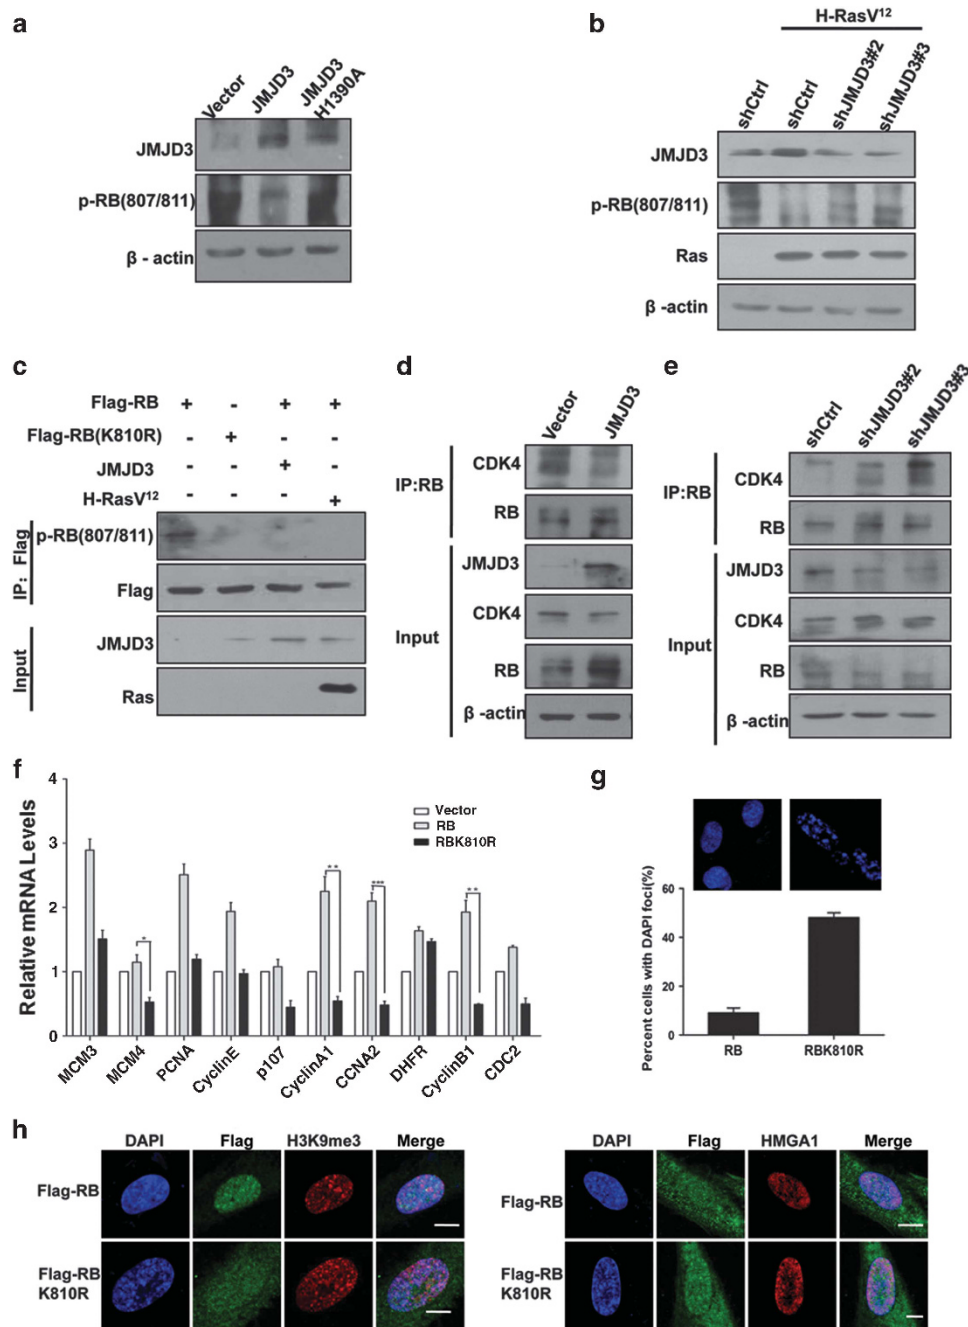 a
Vector
JMJD3
JMJD3
H1390A
JMJD3
p-RB(807/811)
β - actin
b
H-RasV12
shCtrl
shCtrl
shJMJD3#2
shJMJD3#3
JMJD3
p-RB(807/811)
Ras
β -actin
c
Flag-RB + - + +
Flag-RB(K810R) - + - -
JMJD3 - - + -
H-RasV12 - - - +
IP: Flag
p-RB(807/811)
Flag
Input
JMJD3
Ras
d
Vector
JMJD3
IP:RB
CDK4
RB
Input
JMJD3
CDK4
RB
β -actin
e
shCtrl
shJMJD3#2
shJMJD3#3
IP:RB
CDK4
RB
Input
JMJD3
CDK4
RB
β -actin
f
Relative mRNA Levels
4
3
2
1
0
Vector
RB
RBK810R
*
**
***
**
MCM3
MCM4
PCNA
CyclinE
p107
CyclinA1
CCNA2
DHFR
CyclinB1
CDC2
g
Percent cells with DAPI foci(%)
60
40
20
0
RB
RBK810R
h
DAPI Flag H3K9me3 Merge
Flag-RB
Flag-RB
K810R
DAPI Flag HMGA1 Merge
Flag-RB
Flag-RB
K810R